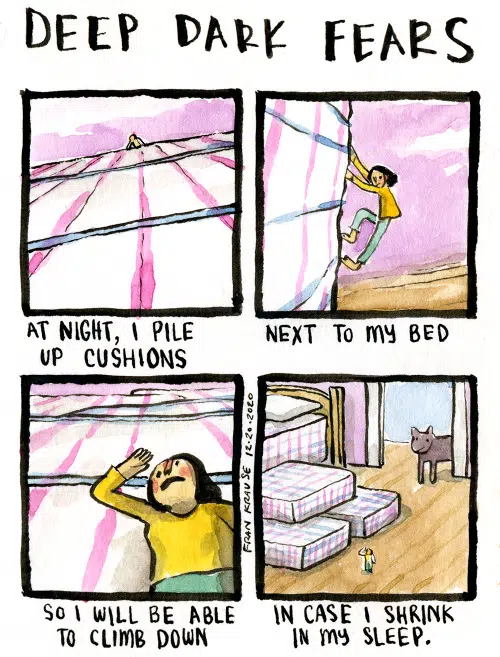 DEEP DARK FEARS
AT NIGHT, I PILE
UP CUSHIONS
NEXT TO MY BED
FRAN KRAUSE 12·20·2020
SO I WILL BE ABLE
TO CLIMB DOWN
IN CASE I SHRINK
IN MY SLEEP.